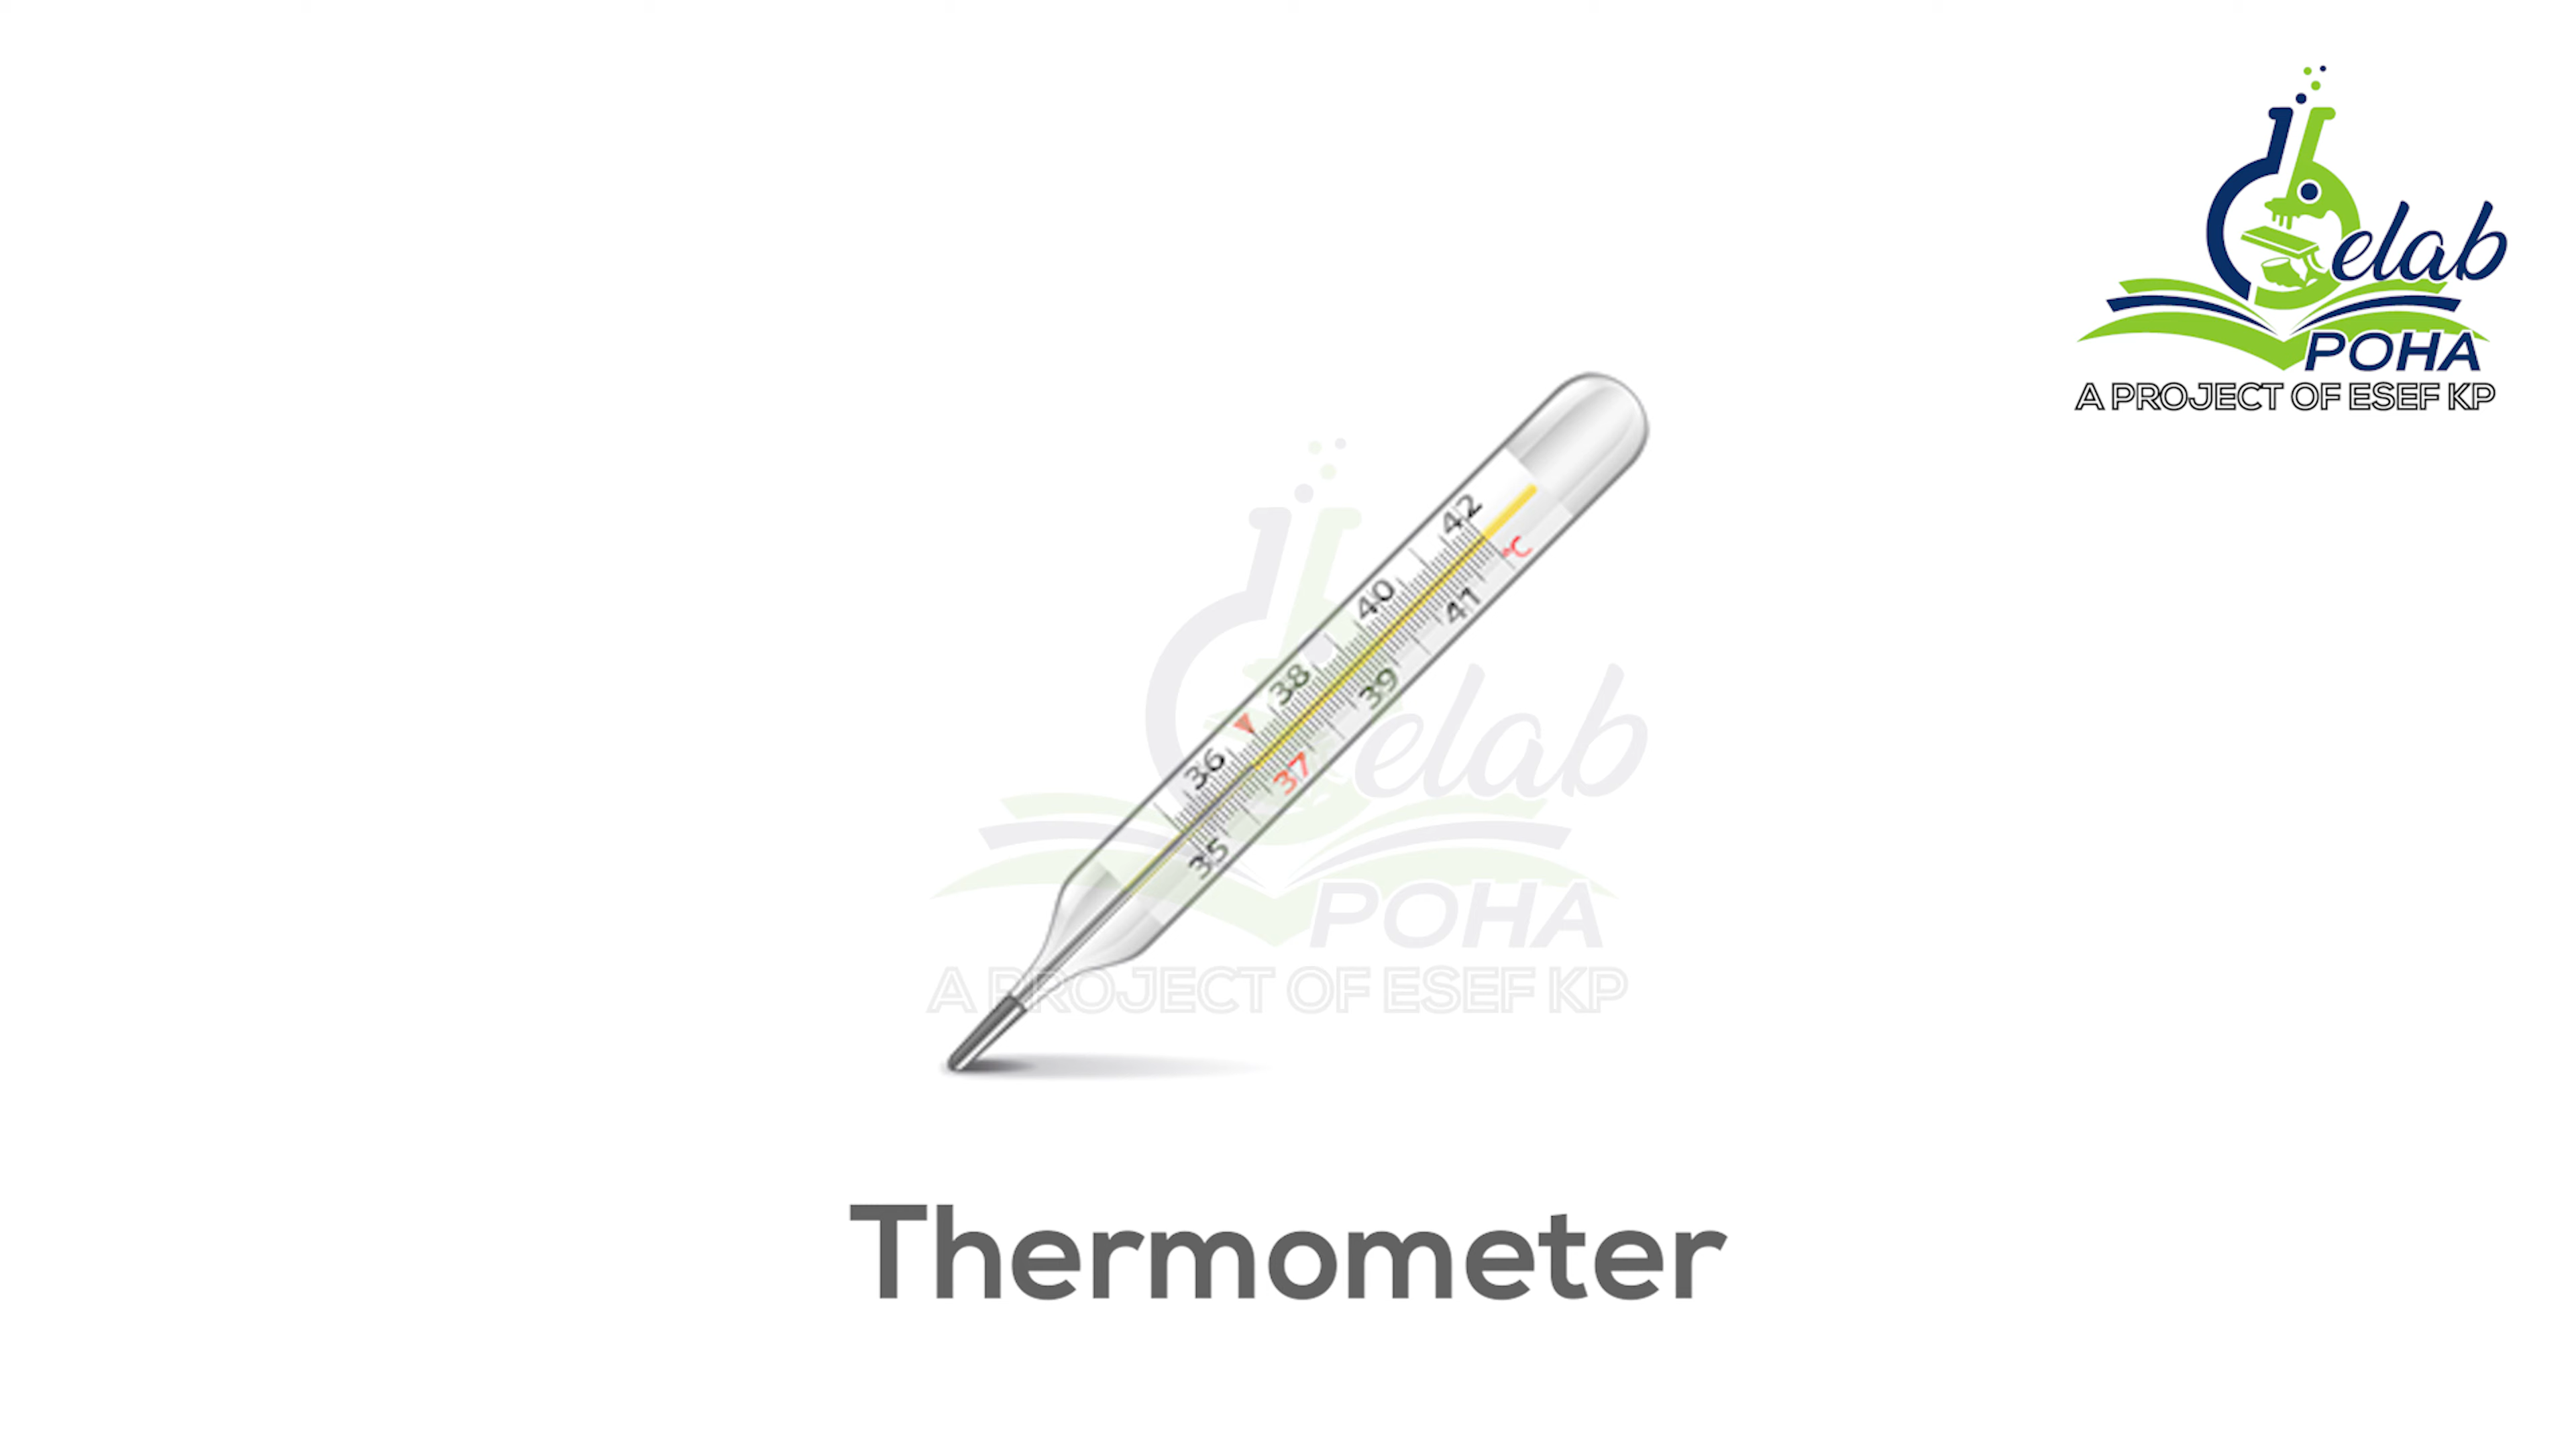 elab
POHA
A PROJECT OF ESEF KP
42
°C
40
41
38
39
36
37
35
elab
POHA
A PROJECT OF ESEF KP
Thermometer